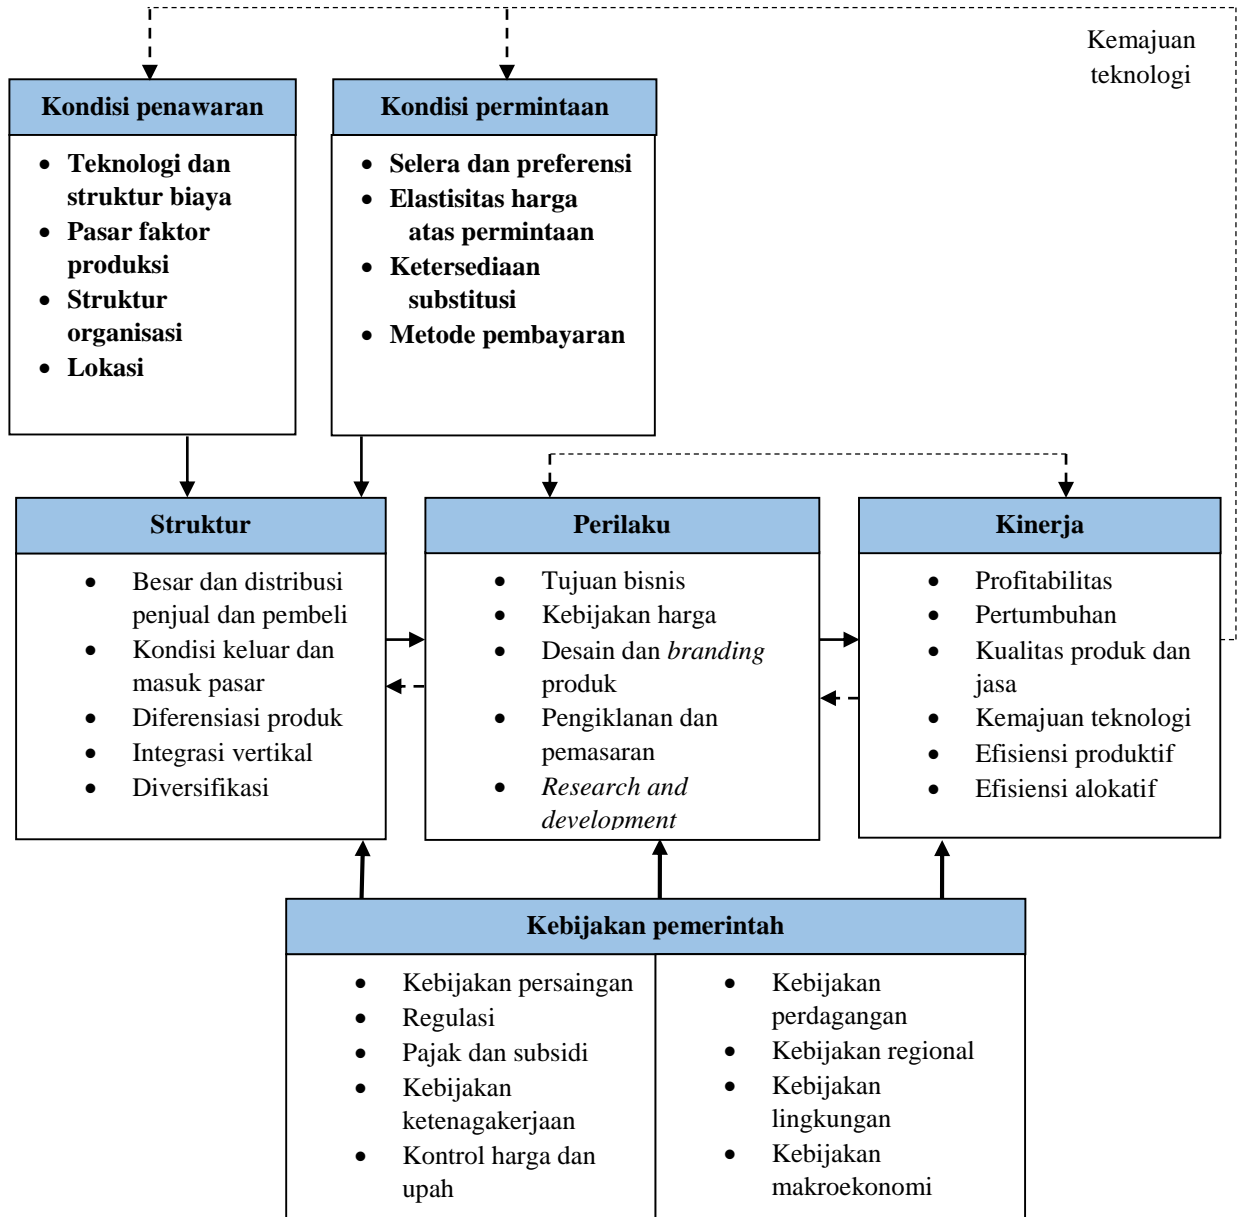 Kemajuan
teknologi
Kondisi penawaran
• Teknologi dan
struktur biaya
• Pasar faktor
produksi
• Struktur
organisasi
• Lokasi
Kondisi permintaan
• Selera dan preferensi
• Elastisitas harga
atas permintaan
• Ketersediaan
substitusi
• Metode pembayaran
Struktur
• Besar dan distribusi
penjual dan pembeli
• Kondisi keluar dan
masuk pasar
• Diferensiasi produk
• Integrasi vertikal
• Diversifikasi
Perilaku
• Tujuan bisnis
• Kebijakan harga
• Desain dan branding
produk
• Pengiklanan dan
pemasaran
• Research and
development
Kinerja
• Profitabilitas
• Pertumbuhan
• Kualitas produk dan
jasa
• Kemajuan teknologi
• Efisiensi produktif
• Efisiensi alokatif
Kebijakan pemerintah
• Kebijakan persaingan
• Regulasi
• Pajak dan subsidi
• Kebijakan
ketenagakerjaan
• Kontrol harga dan
upah
• Kebijakan
perdagangan
• Kebijakan regional
• Kebijakan
lingkungan
• Kebijakan
makroekonomi